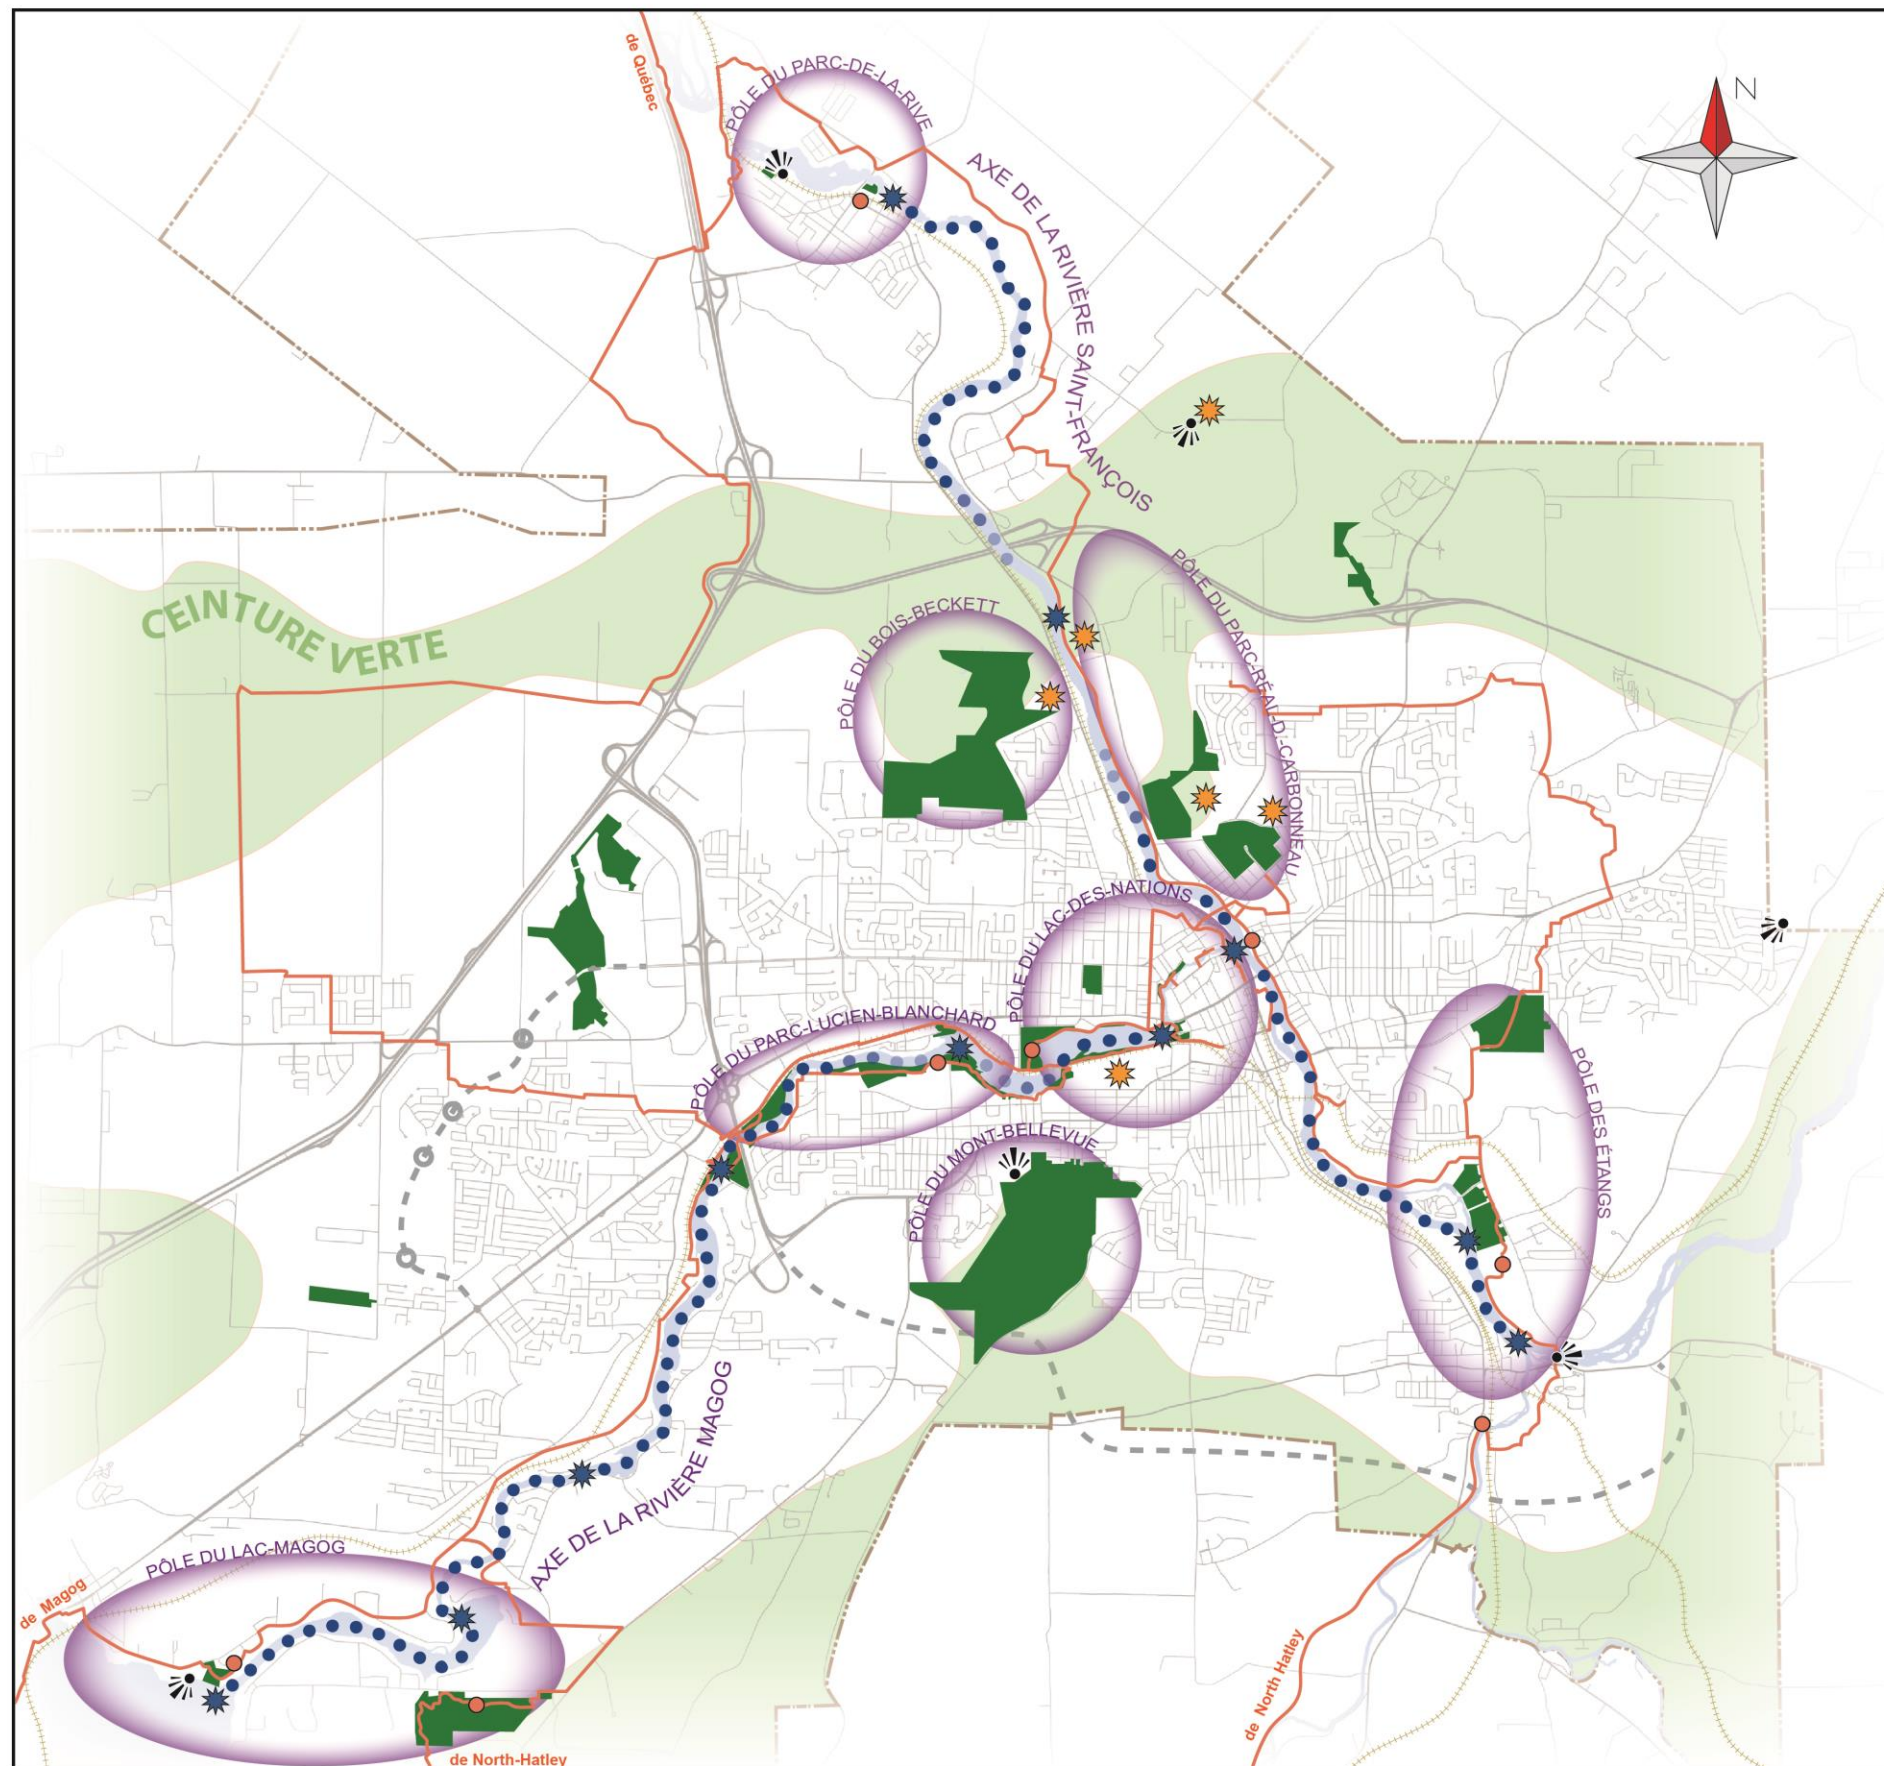 de Québec
PÔLE DU PARC-DE-LA-RIVE
N
AXE DE LA RIVIÈRE SAINT-FRANÇOIS
CEINTURE VERTE
PÔLE DU BOIS-BECKETT
PÔLE DU PARC-RÉAL-D.-CARBONNEAU
PÔLE DU LAC-DES-NATIONS
PÔLE DU PARC-LUCIEN-BLANCHARD
PÔLE DES ÉTANGS
PÔLE DU MONT-BELLEVUE
AXE DE LA RIVIÈRE MAGOG
PÔLE DU LAC-MAGOG
de Magog
de North Hatley
de North-Hatley